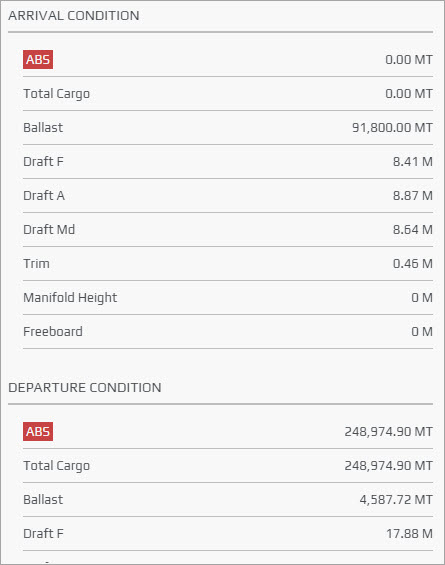 ARRIVAL CONDITION
ABS 0.00 MT
Total Cargo 0.00 MT
Ballast 91,800.00 MT
Draft F 8.41 M
Draft A 8.87 M
Draft Md 8.64 M
Trim 0.46 M
Manifold Height 0 M
Freeboard 0 M
DEPARTURE CONDITION
ABS 248,974.90 MT
Total Cargo 248,974.90 MT
Ballast 4,587.72 MT
Draft F 17.88 M